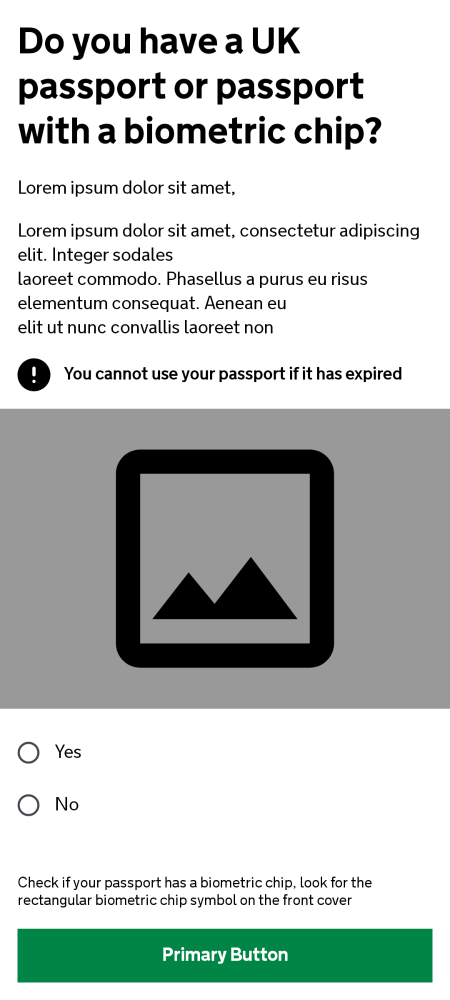 Do you have a UK
passport or passport
with a biometric chip?
Lorem ipsum dolor sit amet,
Lorem ipsum dolor sit amet, consectetur adipiscing
elit. Integer sodales
laoreet commodo. Phasellus a purus eu risus
elementum consequat. Aenean eu
elit ut nunc convallis laoreet non
! You cannot use your passport if it has expired
Yes
No
Check if your passport has a biometric chip, look for the
rectangular biometric chip symbol on the front cover
Primary Button